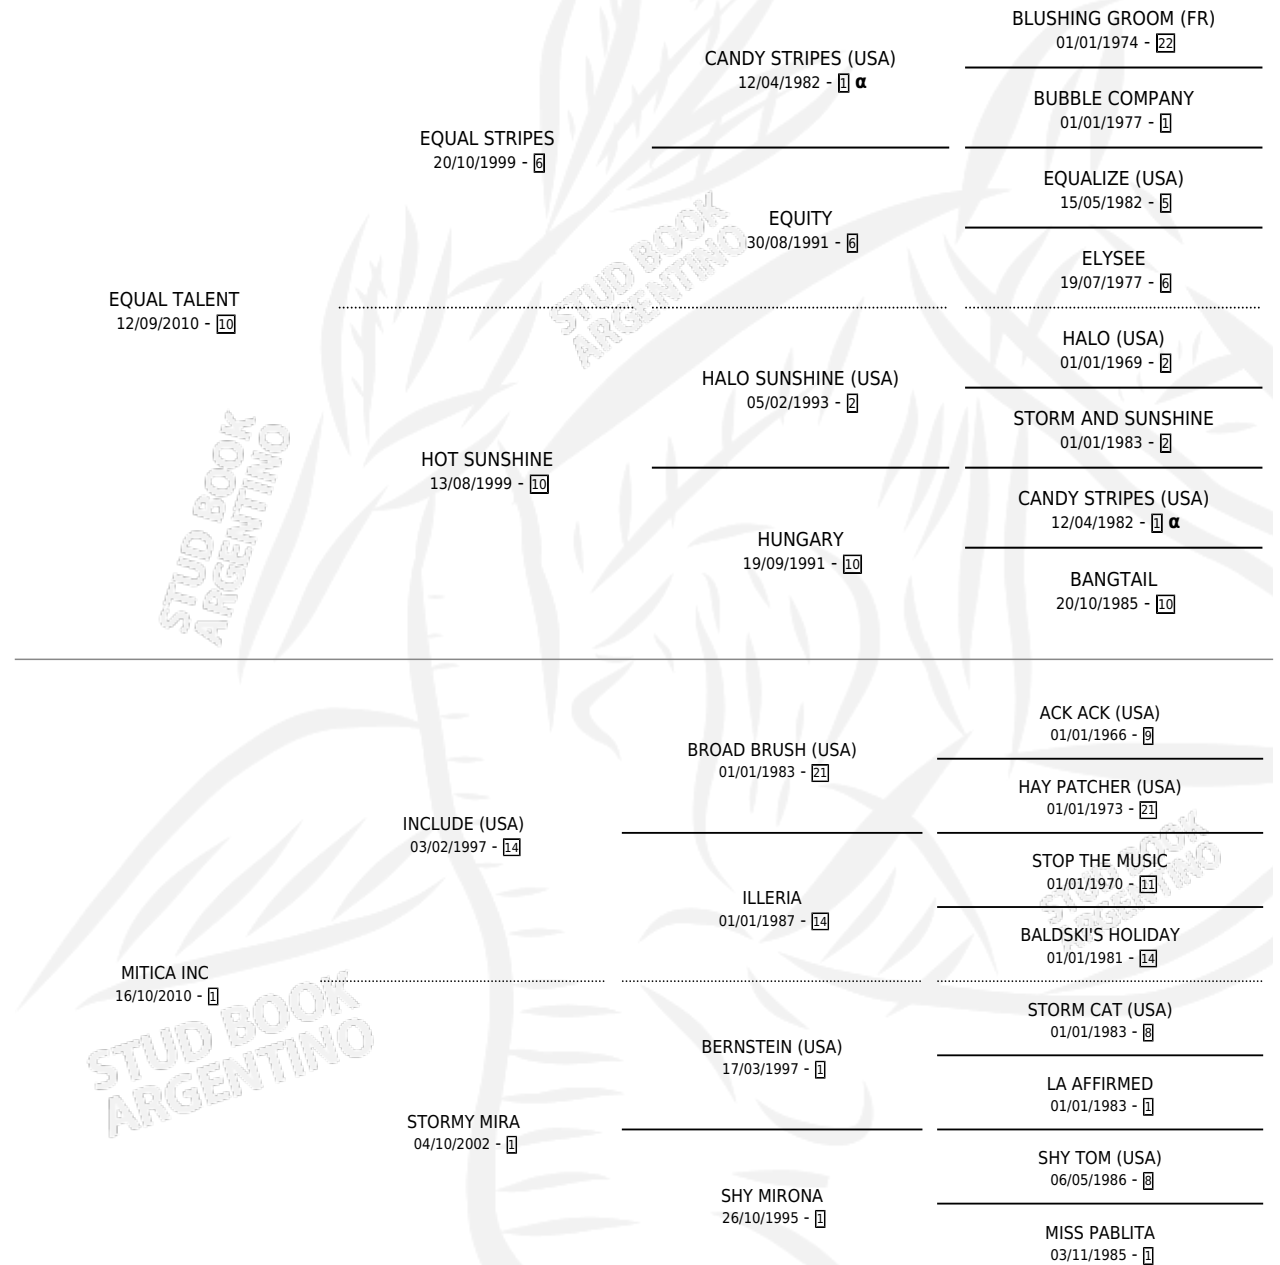 BLUSHING GROOM (FR)
01/01/1974 - 22
CANDY STRIPES (USA)
12/04/1982 - 1 α
BUBBLE COMPANY
01/01/1977 - 1
EQUAL STRIPES
20/10/1999 - 6
EQUALIZE (USA)
15/05/1982 - 5
EQUITY
30/08/1991 - 6
ELYSEE
19/07/1977 - 6
EQUAL TALENT
12/09/2010 - 10
HALO (USA)
01/01/1969 - 2
HALO SUNSHINE (USA)
05/02/1993 - 2
STORM AND SUNSHINE
01/01/1983 - 2
HOT SUNSHINE
13/08/1999 - 10
CANDY STRIPES (USA)
12/04/1982 - 1 α
HUNGARY
19/09/1991 - 10
BANGTAIL
20/10/1985 - 10
ACK ACK (USA)
01/01/1966 - 9
BROAD BRUSH (USA)
01/01/1983 - 21
HAY PATCHER (USA)
01/01/1973 - 21
INCLUDE (USA)
03/02/1997 - 14
STOP THE MUSIC
01/01/1970 - 11
ILLERIA
01/01/1987 - 14
BALDSKI'S HOLIDAY
01/01/1981 - 14
MITICA INC
16/10/2010 - 1
STORM CAT (USA)
01/01/1983 - 8
BERNSTEIN (USA)
17/03/1997 - 1
LA AFFIRMED
01/01/1983 - 1
STORMY MIRA
04/10/2002 - 1
SHY TOM (USA)
06/05/1986 - 8
SHY MIRONA
26/10/1995 - 1
MISS PABLITA
03/11/1985 - 1
STUD BOOK
ARGENTINO
STUD BOOK
ARGENTINO
STUD BOOK
ARGENTINO
STUD BOOK
ARGENTINO